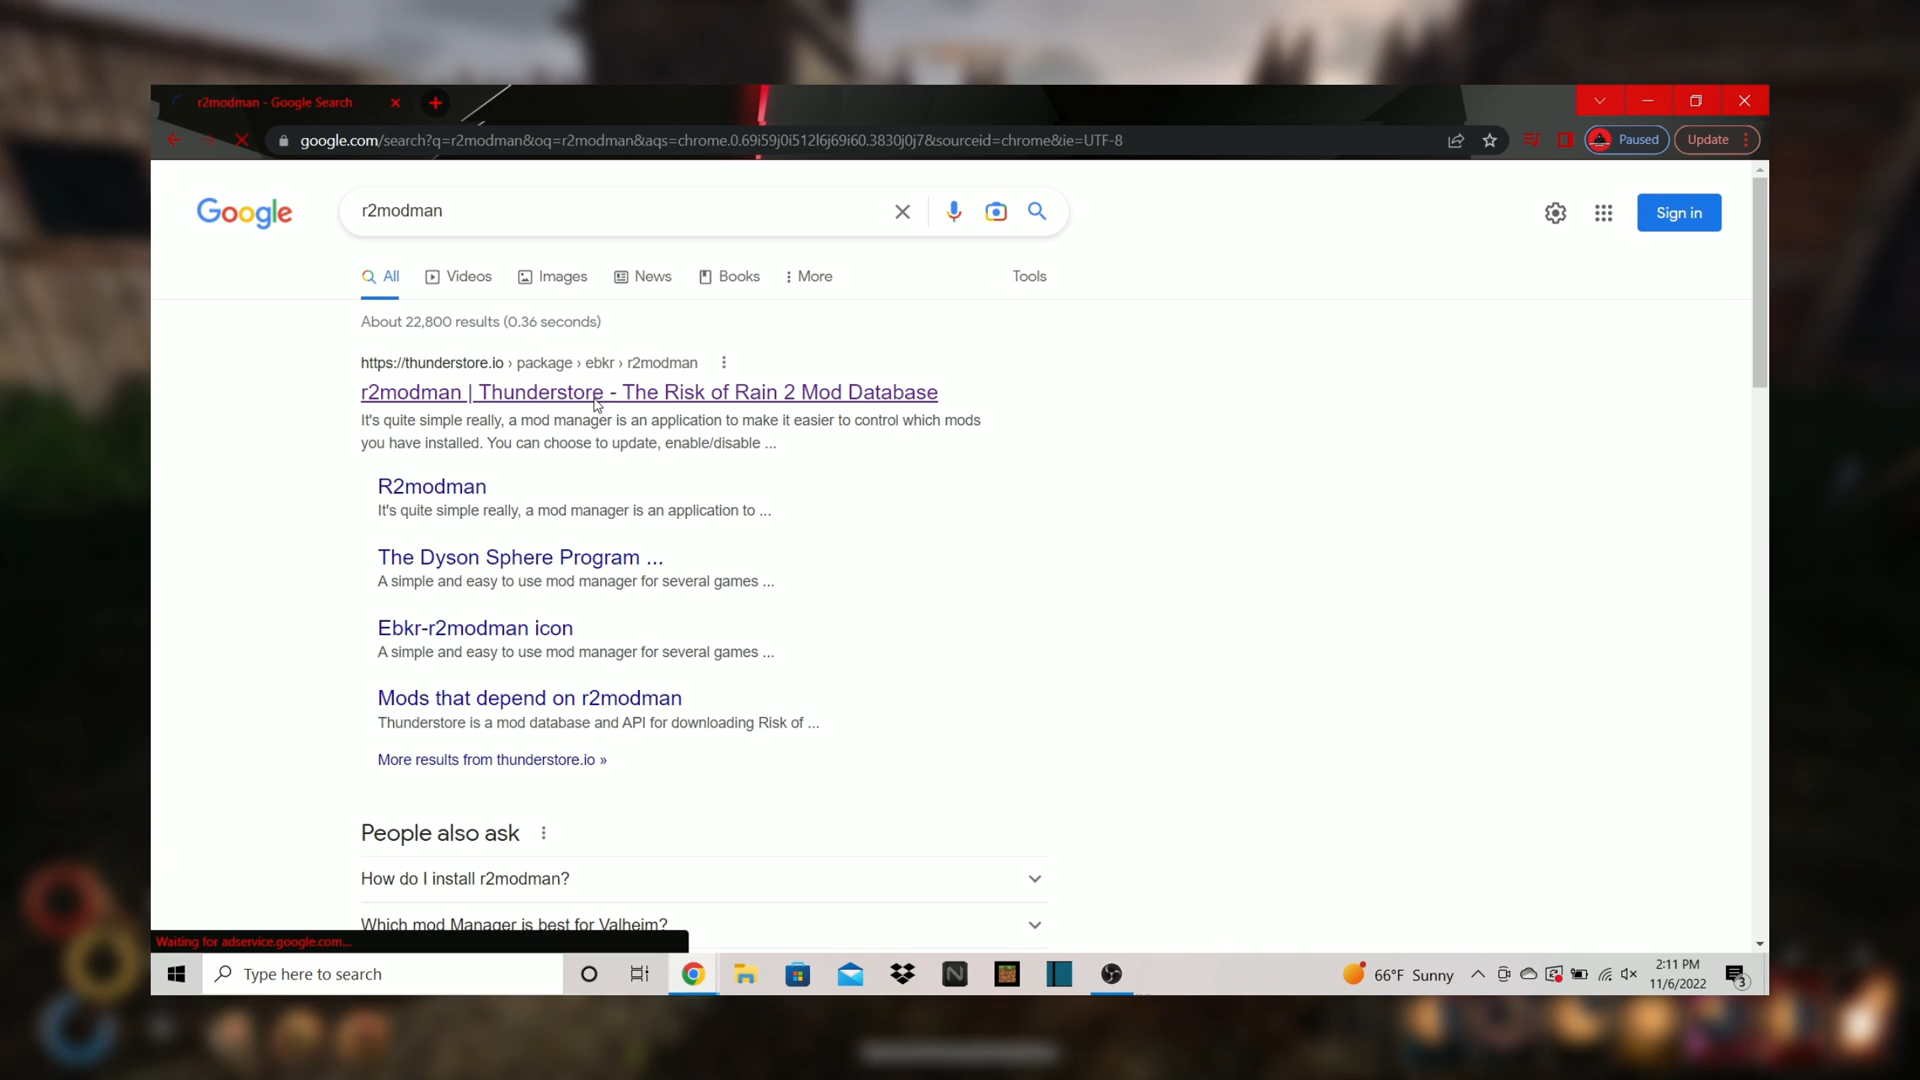 r2modman - Google Search
google.com/search?q=r2modman&oq=r2modman&aqs=chrome.0.69i59j0i512l6j69i60.3830j0j7&sourceid=chrome&ie=UTF-8
Paused
Update
Google
r2modman
Sign in
All
Videos
Images
News
Books
More
Tools
About 22,800 results (0.36 seconds)
https://thunderstore.io › package › ebkr › r2modman
r2modman | Thunderstore - The Risk of Rain 2 Mod Database
It's quite simple really, a mod manager is an application to make it easier to control which mods
you have installed. You can choose to update, enable/disable ...
R2modman
It's quite simple really, a mod manager is an application to ...
The Dyson Sphere Program ...
A simple and easy to use mod manager for several games ...
Ebkr-r2modman icon
A simple and easy to use mod manager for several games ...
Mods that depend on r2modman
Thunderstore is a mod database and API for downloading Risk of ...
More results from thunderstore.io »
People also ask
How do I install r2modman?
Which mod Manager is best for Valheim?
Waiting for adservice.google.com...
Type here to search
66°F Sunny
2:11 PM
11/6/2022
3